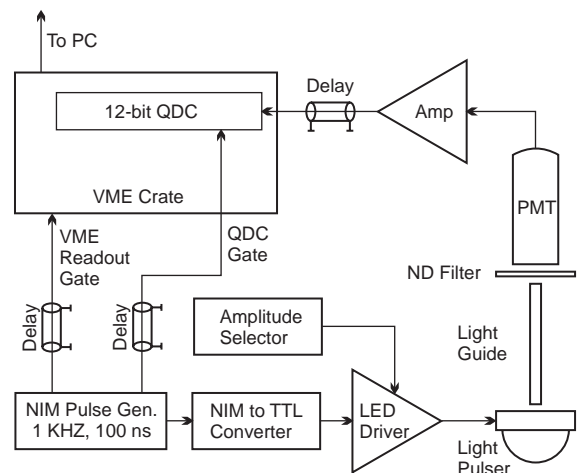 To PC
12-bit QDC
VME Crate
Delay
Amp
PMT
VME
Readout
Gate
QDC
Gate
ND Filter
Delay
Delay
Amplitude
Selector
Light
Guide
NIM Pulse Gen.
1 KHZ, 100 ns
NIM to TTL
Converter
LED
Driver
Light
Pulser